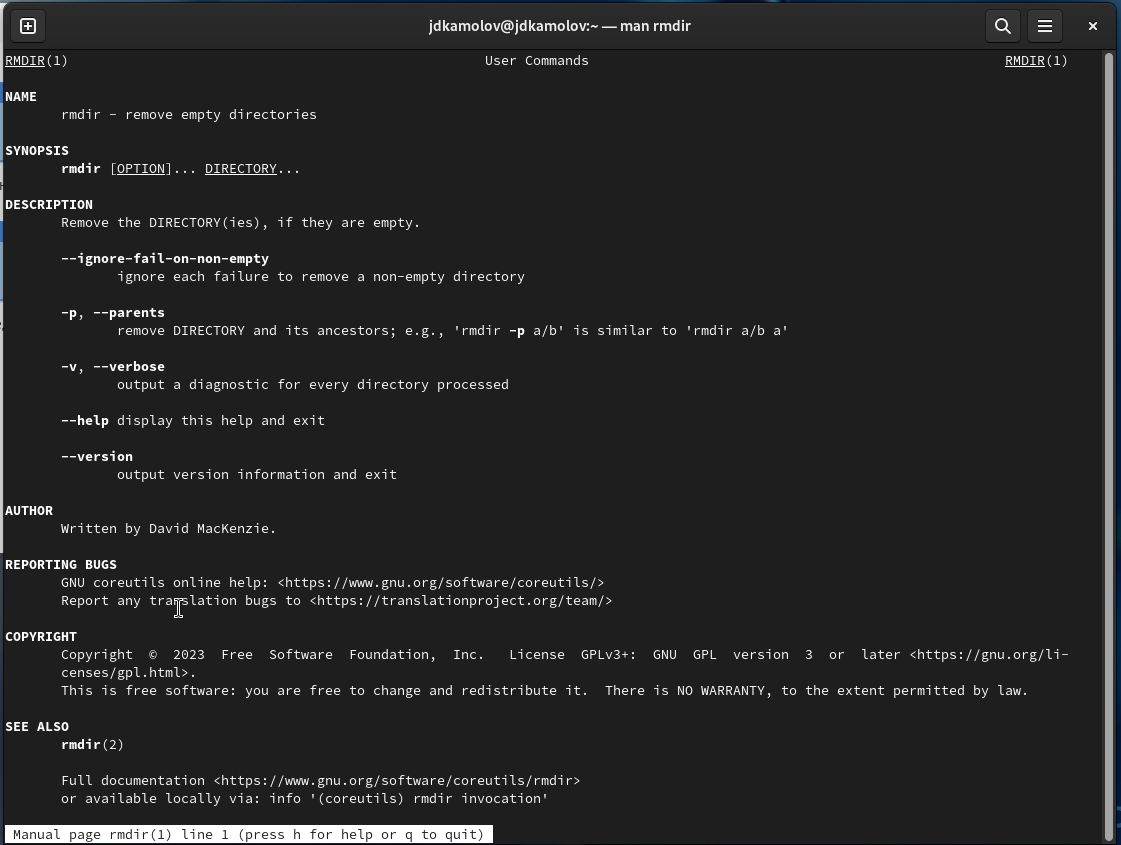 jdkamolov@jdkamolov:~ — man rmdir
RMDIR(1) User Commands RMDIR(1)
NAME
rmdir - remove empty directories
SYNOPSIS
rmdir [OPTION]... DIRECTORY...
DESCRIPTION
Remove the DIRECTORY(ies), if they are empty.
--ignore-fail-on-non-empty
ignore each failure to remove a non-empty directory
-p, --parents
remove DIRECTORY and its ancestors; e.g., 'rmdir -p a/b' is similar to 'rmdir a/b a'
-v, --verbose
output a diagnostic for every directory processed
--help display this help and exit
--version
output version information and exit
AUTHOR
Written by David MacKenzie.
REPORTING BUGS
GNU coreutils online help: <https://www.gnu.org/software/coreutils/>
Report any translation bugs to <https://translationproject.org/team/>
COPYRIGHT
Copyright © 2023 Free Software Foundation, Inc. License GPLv3+: GNU GPL version 3 or later <https://gnu.org/li-
censes/gpl.html>.
This is free software: you are free to change and redistribute it. There is NO WARRANTY, to the extent permitted by law.
SEE ALSO
rmdir(2)
Full documentation <https://www.gnu.org/software/coreutils/rmdir>
or available locally via: info '(coreutils) rmdir invocation'
Manual page rmdir(1) line 1 (press h for help or q to quit)